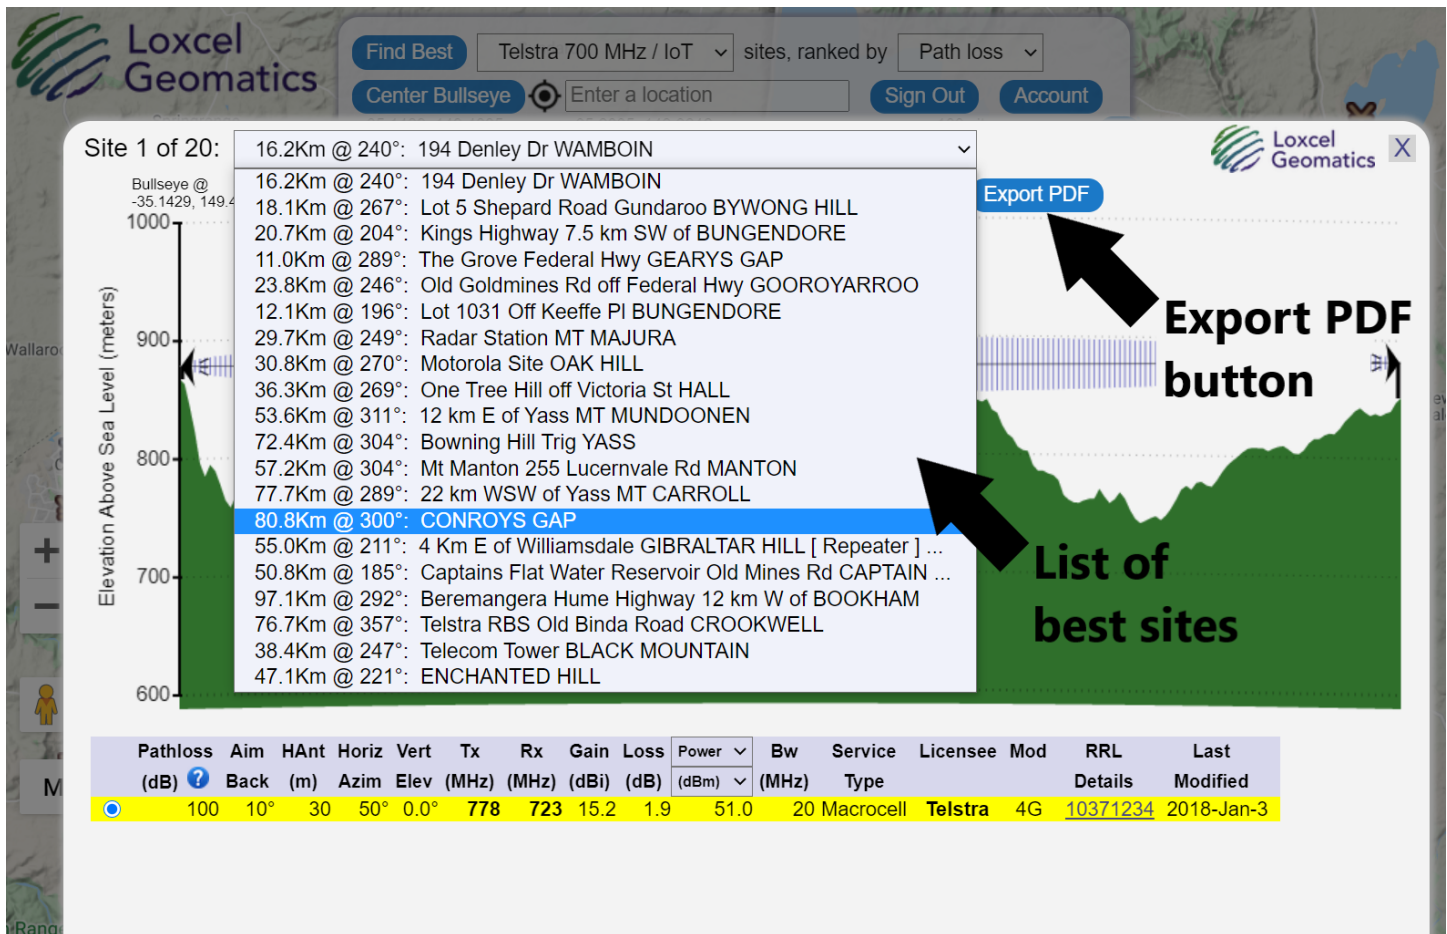 Loxcel
Geomatics
Find Best Telstra 700 MHz / IoT sites, ranked by Path loss
Center Bullseye Enter a location Sign Out Account
Site 1 of 20: 16.2Km @ 240°: 194 Denley Dr WAMBOIN
Loxcel
Geomatics
X
Bullseye @
-35.1429, 149.4
Export PDF
16.2Km @ 240°: 194 Denley Dr WAMBOIN
18.1Km @ 267°: Lot 5 Shepard Road Gundaroo BYWONG HILL
20.7Km @ 204°: Kings Highway 7.5 km SW of BUNGENDORE
11.0Km @ 289°: The Grove Federal Hwy GEARYS GAP
23.8Km @ 246°: Old Goldmines Rd off Federal Hwy GOOROYARROO
12.1Km @ 196°: Lot 1031 Off Keeffe Pl BUNGENDORE
29.7Km @ 249°: Radar Station MT MAJURA
30.8Km @ 270°: Motorola Site OAK HILL
36.3Km @ 269°: One Tree Hill off Victoria St HALL
53.6Km @ 311°: 12 km E of Yass MT MUNDOONEN
72.4Km @ 304°: Bowning Hill Trig YASS
57.2Km @ 304°: Mt Manton 255 Lucernvale Rd MANTON
77.7Km @ 289°: 22 km WSW of Yass MT CARROLL
80.8Km @ 300°: CONROYS GAP
55.0Km @ 211°: 4 Km E of Williamsdale GIBRALTAR HILL [ Repeater ] ...
50.8Km @ 185°: Captains Flat Water Reservoir Old Mines Rd CAPTAIN ...
97.1Km @ 292°: Beremangera Hume Highway 12 km W of BOOKHAM
76.7Km @ 357°: Telstra RBS Old Binda Road CROOKWELL
38.4Km @ 247°: Telecom Tower BLACK MOUNTAIN
47.1Km @ 221°: ENCHANTED HILL
Export PDF
button
List of
best sites
Elevation Above Sea Level (meters)
1000
900
800
700
600
Wallaro
+
−
M
Pathloss Aim HAnt Horiz Vert Tx Rx Gain Loss Power Bw Service Licensee Mod RRL Last
(dB) ? Back (m) Azim Elev (MHz) (MHz) (dBi) (dB) (dBm) (MHz) Type Details Modified
100 10° 30 50° 0.0° 778 723 15.2 1.9 51.0 20 Macrocell Telstra 4G 10371234 2018-Jan-3
Range